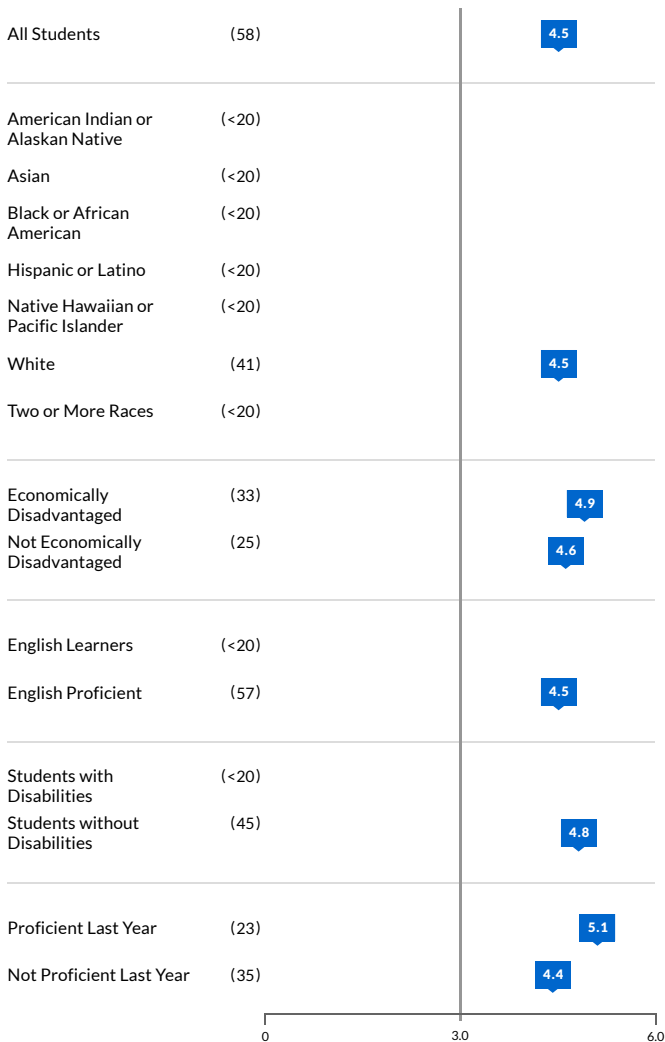 All Students (58) 4.5
American Indian or (<20)
Alaskan Native
Asian (<20)
Black or African (<20)
American
Hispanic or Latino (<20)
Native Hawaiian or (<20)
Pacific Islander
White (41) 4.5
Two or More Races (<20)
Economically (33) 4.9
Disadvantaged
Not Economically (25) 4.6
Disadvantaged
English Learners (<20)
English Proficient (57) 4.5
Students with (<20)
Disabilities
Students without (45) 4.8
Disabilities
Proficient Last Year (23) 5.1
Not Proficient Last Year (35) 4.4
0 3.0 6.0